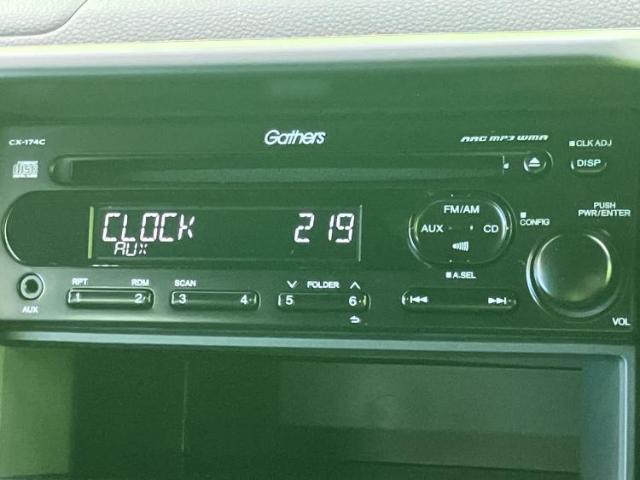 CX-174C
Gathers
AAC MP3 WMA
CLK ADJ
DISP
CLOCK 219
AUX
FM/AM
AUX CD
CONFIG
A.SEL
PUSH
PWR/ENTER
VOL
AUX
RPT RDM SCAN FOLDER
1 2 3 4 5 6